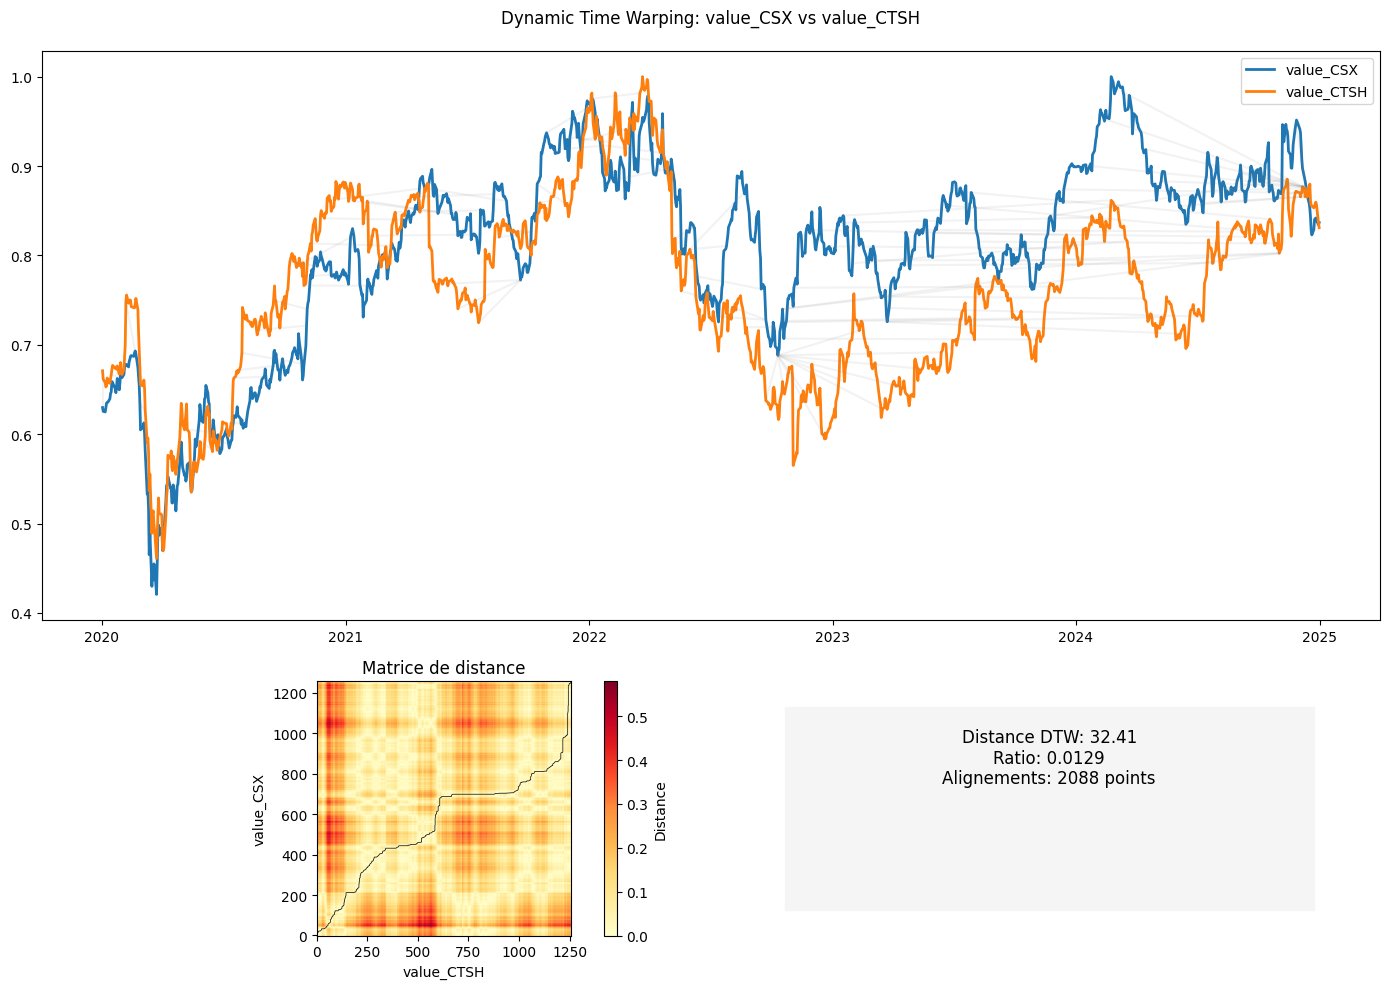 Dynamic Time Warping: value_CSX vs value_CTSH
value_CSX
value_CTSH
1.0
0.9
0.8
0.7
0.6
0.5
0.4
2020 2021 2022 2023 2024 2025
Matrice de distance
1200
1000
800
600
400
200
0
value_CSX
0 250 500 750 1000 1250
value_CTSH
0.5
0.4
0.3
0.2
0.1
0.0
Distance
Distance DTW: 32.41
Ratio: 0.0129
Alignements: 2088 points